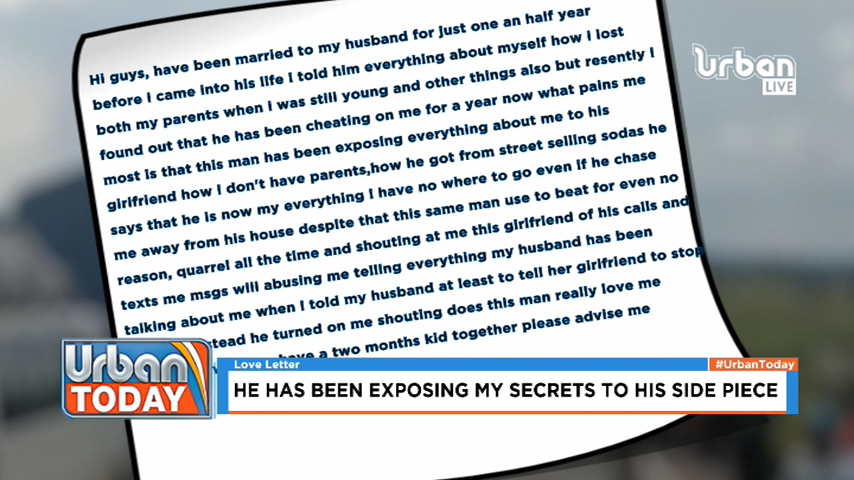 Hi guys, have been married to my husband for just one an half year
before i came into his life i told him everything about myself how i lost
both my parents when i was still young and other things also but resently i
found out that he has been cheating on me for a year now what pains me
most is that this man has been exposing everything about me to his
girlfriend how i don't have parents,how he got from street selling sodas he
says that he is now my everything i have no where to go even if he chase
me away from his house despite that this same man use to beat for even no
reason, quarrel all the time and shouting at me this girlfriend of his calls and
texts me msgs will abusing me telling everything my husband has been
talking about me when i told my husband at least to tell her girlfriend to stop
he turned on me shouting does this man really love me
a two months kid together please advise me
Urban
LIVE
Urban
TODAY
Love Letter
#UrbanToday
HE HAS BEEN EXPOSING MY SECRETS TO HIS SIDE PIECE